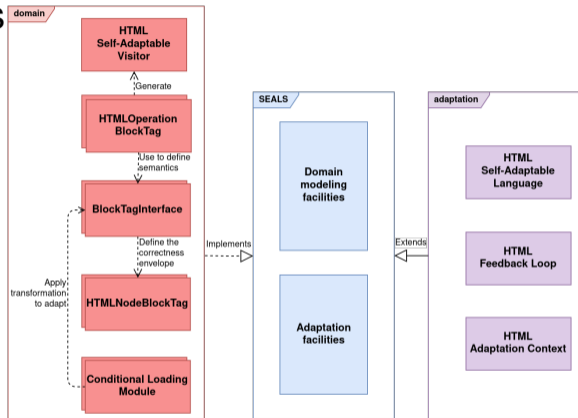 S
domain
HTML
Self-Adaptable
Visitor
Generate
HTMLOperation
BlockTag
Use to define
semantics
BlockTagInterface
Define the
correctness
envelope
HTMLNodeBlockTag
Apply
transformation
to adapt
Conditional Loading
Module
Implements
SEALS
Domain
modeling
facilities
Adaptation
facilities
Extends
adaptation
HTML
Self-Adaptable
Language
HTML
Feedback Loop
HTML
Adaptation Context